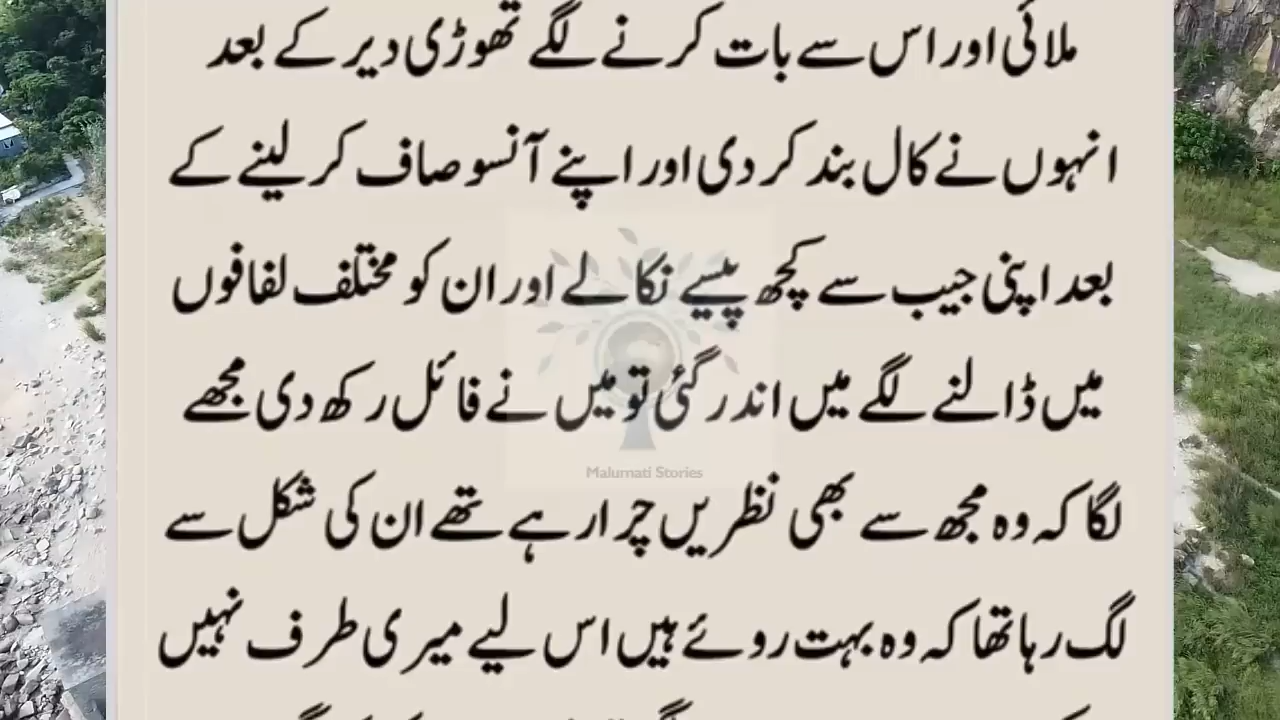 ملائی اور اس سے بات کرنے لگے تھوڑی دیر کے بعد
انہوں نے کال بند کر دی اور اپنے آنسو صاف کر لینے کے
بعد اپنی جیب سے کچھ پیسے نکالے اور ان کو مختلف لفافوں
میں ڈالنے لگے میں اندر گئی تو میں نے فائل رکھ دی مجھے
Malumati Stories
لگا کہ وہ مجھ سے بھی نظریں چرا رہے تھے ان کی شکل سے
لگ رہا تھا کہ وہ بہت روئے ہیں اس لیے میری طرف نہیں